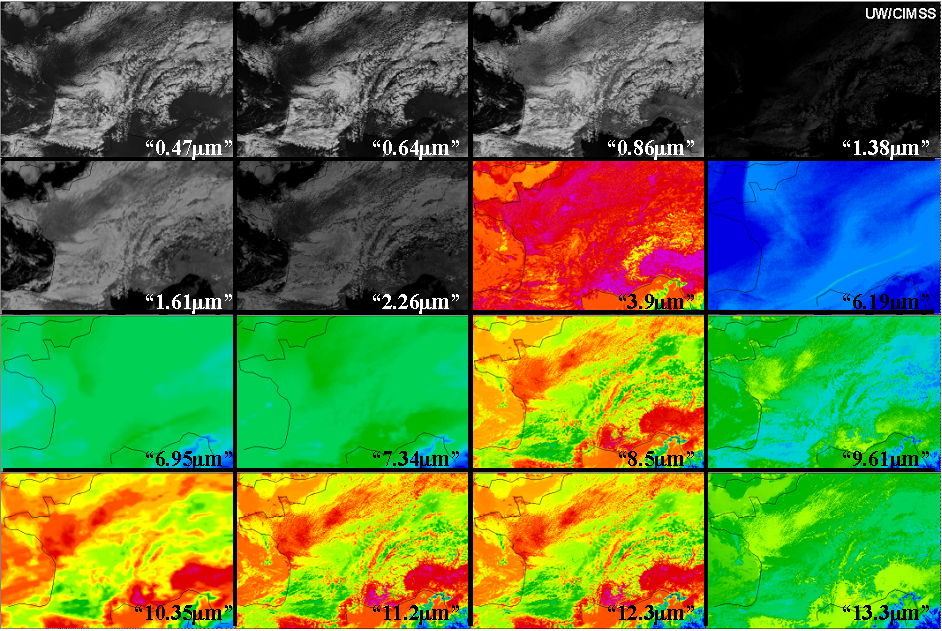 UW/CIMSS
“0.47µm”
“0.64µm”
“0.86µm”
“1.38µm”
“1.61µm”
“2.26µm”
“3.9µm”
“6.19µm”
“6.95µm”
“7.34µm”
“8.5µm”
“9.61µm”
“10.35µm”
“11.2µm”
“12.3µm”
“13.3µm”